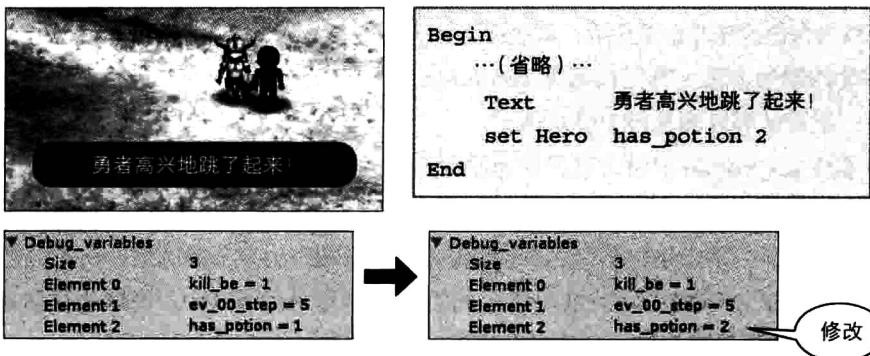 勇者高兴地跳了起来!
Begin
…(省略)…
Text 勇者高兴地跳了起来!
set Hero has_potion 2
End
▼ Debug_variables
Size 3
Element 0 kill_be = 1
Element 1 ev_00_step = 5
Element 2 has_potion = 1
▼ Debug_variables
Size 3
Element 0 kill_be = 1
Element 1 ev_00_step = 5
Element 2 has_potion = 2
修改